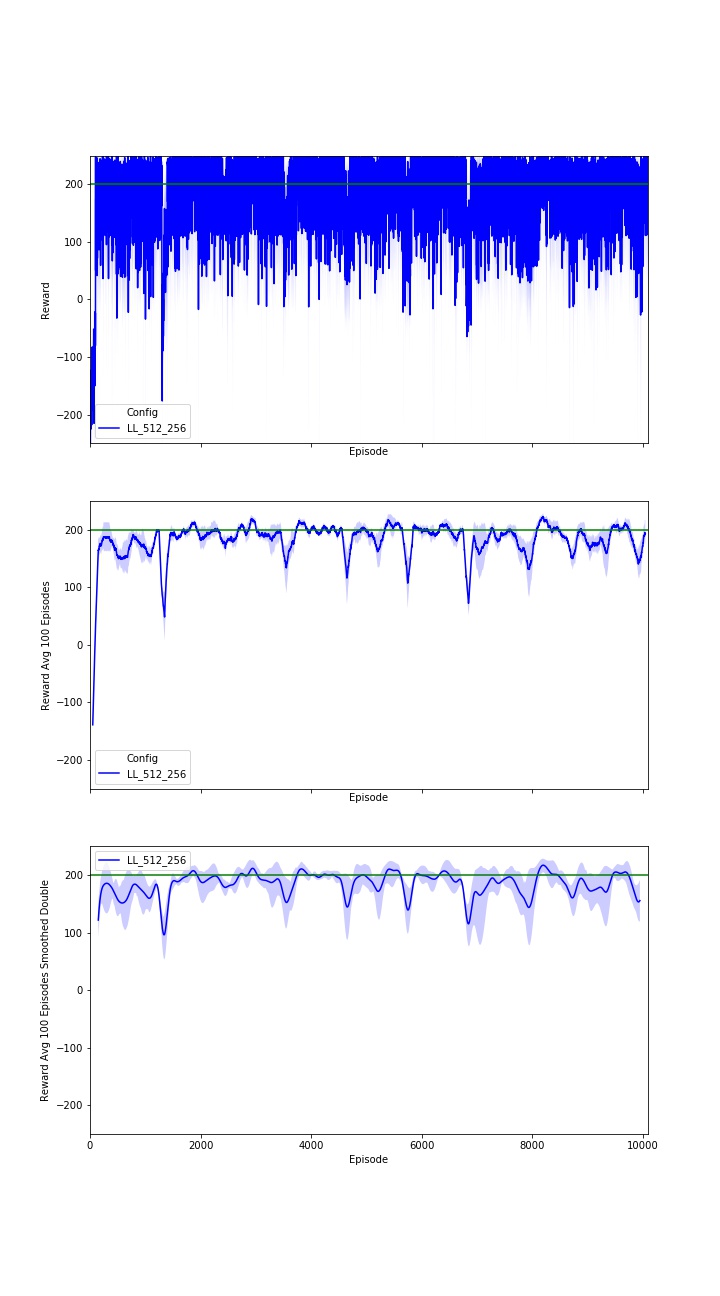 200
100
0
−100
−200
Reward
Config
LL_512_256
Episode
200
100
0
−100
−200
Reward Avg 100 Episodes
Config
LL_512_256
Episode
LL_512_256
200
100
0
−100
−200
Reward Avg 100 Episodes Smoothed Double
0 2000 4000 6000 8000 10000
Episode